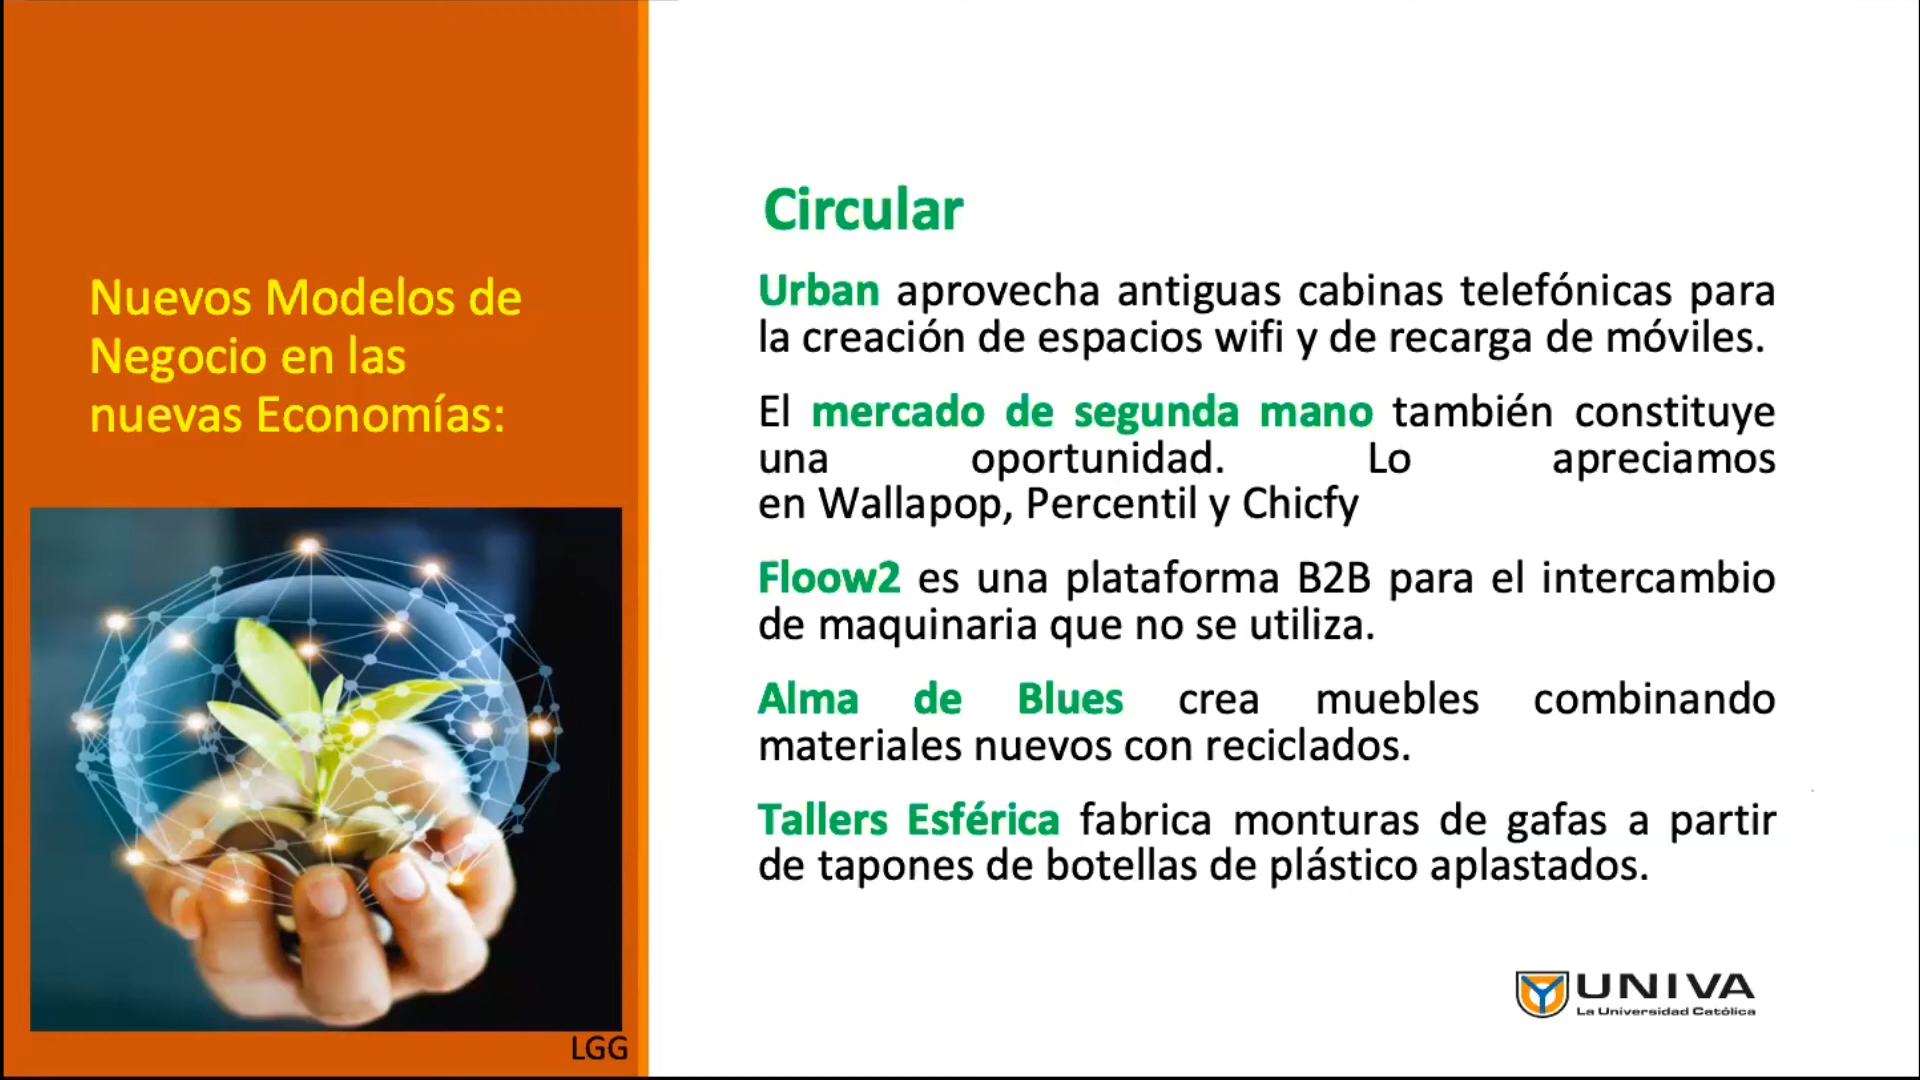 Nuevos Modelos de
Negocio en las
nuevas Economías:
LGG
Circular
Urban aprovecha antiguas cabinas telefónicas para
la creación de espacios wifi y de recarga de móviles.
El mercado de segunda mano también constituye
una oportunidad. Lo apreciamos
en Wallapop, Percentil y Chicfy
Floow2 es una plataforma B2B para el intercambio
de maquinaria que no se utiliza.
Alma de Blues crea muebles combinando
materiales nuevos con reciclados.
Tallers Esférica fabrica monturas de gafas a partir
de tapones de botellas de plástico aplastados.
UNIVA
La Universidad Católica